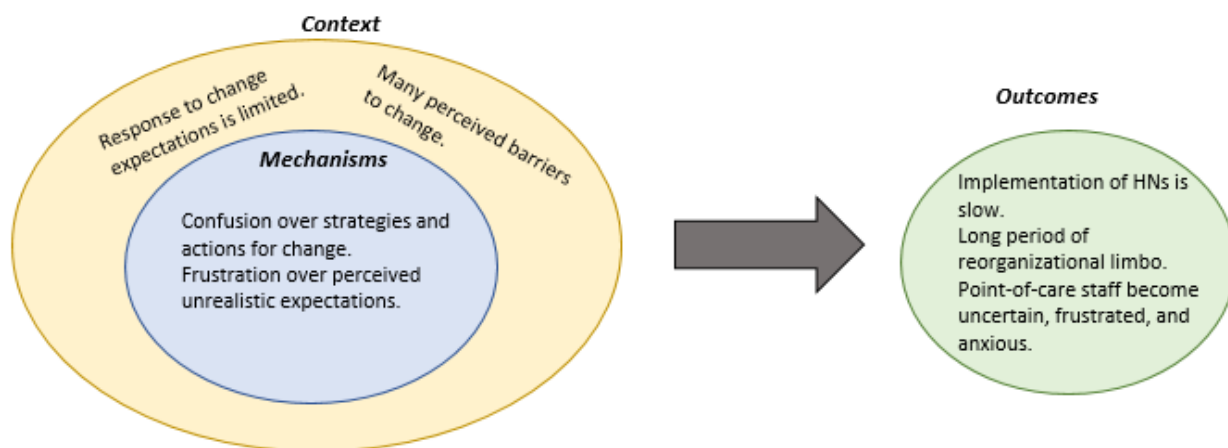 Context
Response to change
expectations is limited.
Many perceived barriers
to change.
Mechanisms
Confusion over strategies and
actions for change.
Frustration over perceived
unrealistic expectations.
Outcomes
Implementation of HNs is
slow.
Long period of
reorganizational limbo.
Point-of-care staff become
uncertain, frustrated, and
anxious.